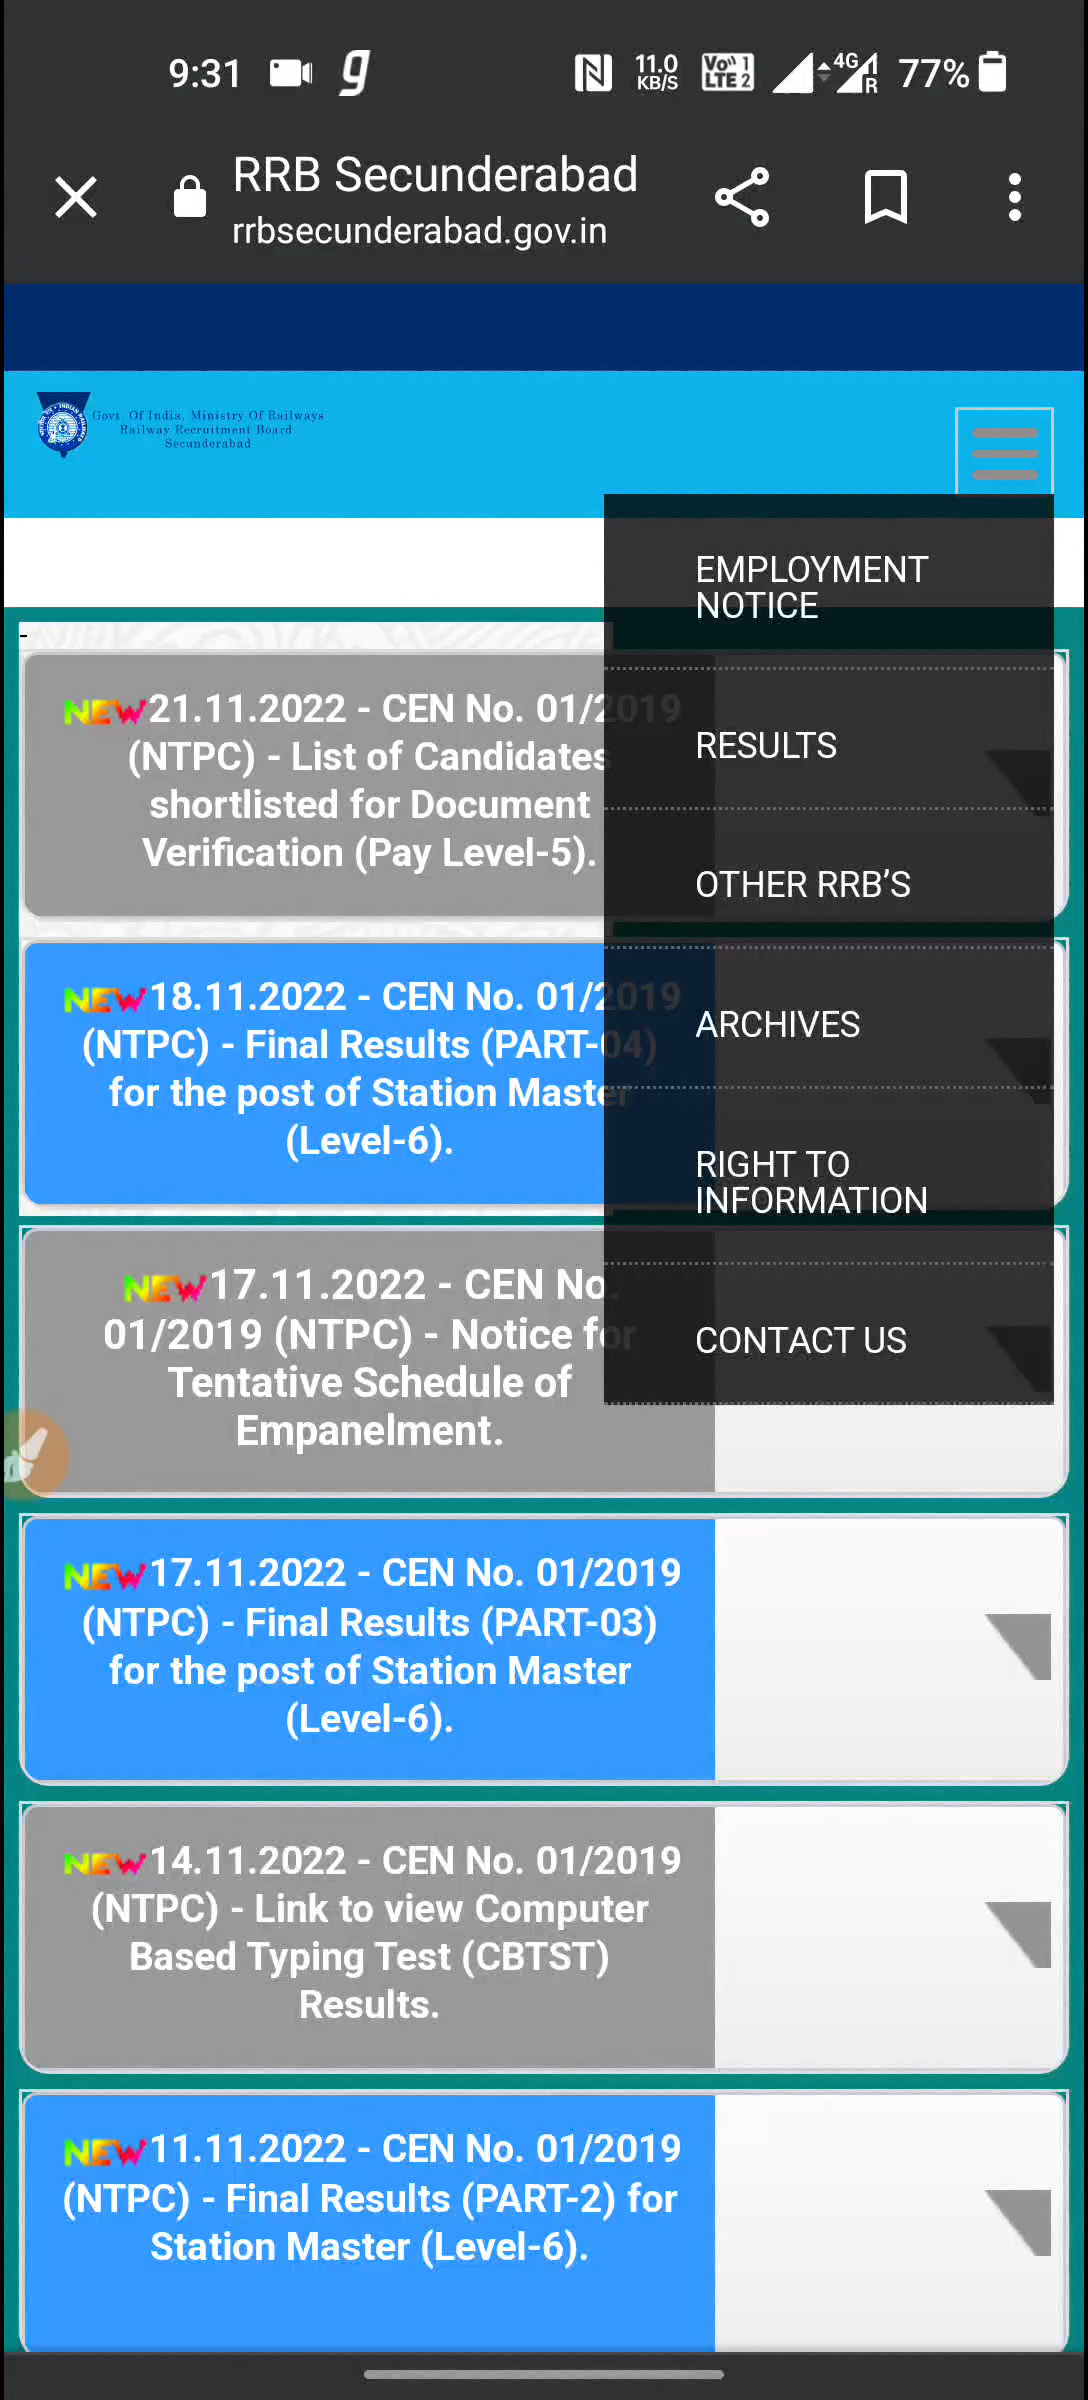 9:31
11.0
KB/S
Vo)) 1
LTE 2
4G
R
77%
RRB Secunderabad
rrbsecunderabad.gov.in
Govt. Of India, Ministry Of Railways
Railway Recruitment Board
Secunderabad
EMPLOYMENT
NOTICE
RESULTS
OTHER RRB’S
ARCHIVES
RIGHT TO
INFORMATION
CONTACT US
NEW 21.11.2022 - CEN No. 01/2019
(NTPC) - List of Candidates
shortlisted for Document
Verification (Pay Level-5).
NEW 18.11.2022 - CEN No. 01/2019
(NTPC) - Final Results (PART-04)
for the post of Station Master
(Level-6).
NEW 17.11.2022 - CEN No.
01/2019 (NTPC) - Notice for
Tentative Schedule of
Empanelment.
NEW 17.11.2022 - CEN No. 01/2019
(NTPC) - Final Results (PART-03)
for the post of Station Master
(Level-6).
NEW 14.11.2022 - CEN No. 01/2019
(NTPC) - Link to view Computer
Based Typing Test (CBTST)
Results.
NEW 11.11.2022 - CEN No. 01/2019
(NTPC) - Final Results (PART-2) for
Station Master (Level-6).